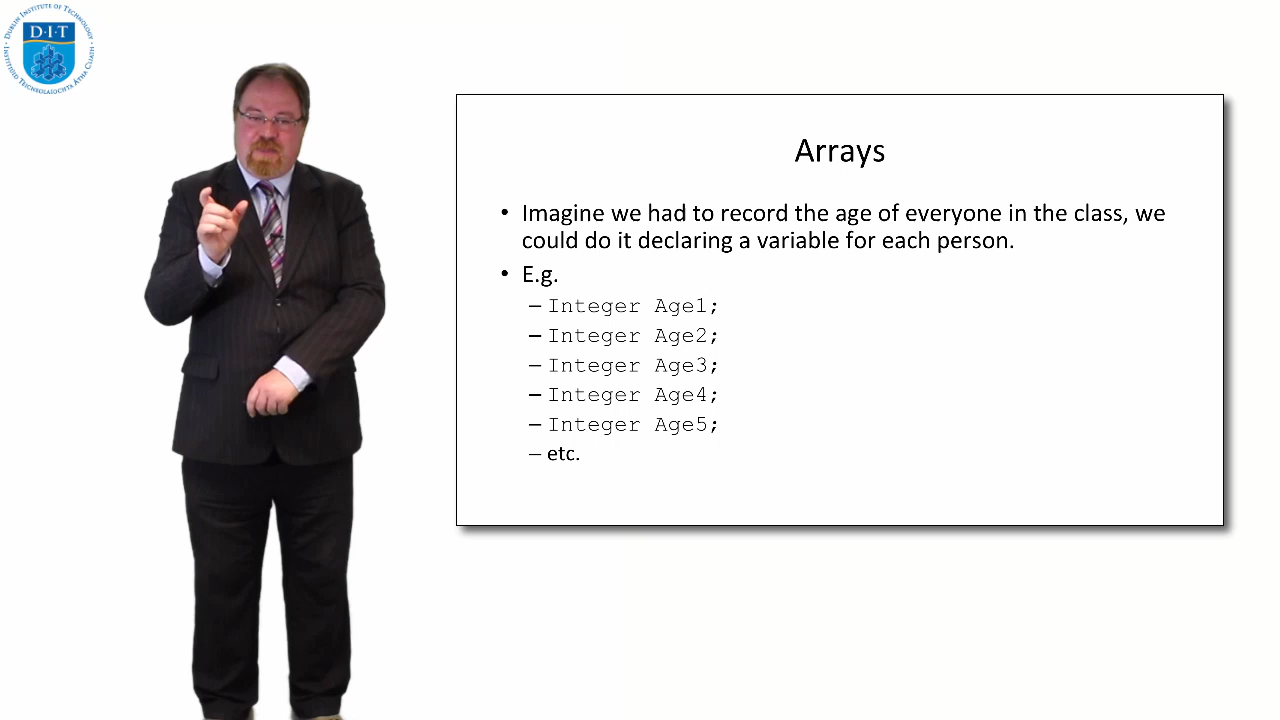 DUBLIN INSTITUTE OF TECHNOLOGY
D·I·T
INSTITIÚID TEICNEOLAÍOCHTA ÁTHA CLIATH
Arrays
• Imagine we had to record the age of everyone in the class, we
could do it declaring a variable for each person.
• E.g.
– Integer Age1;
– Integer Age2;
– Integer Age3;
– Integer Age4;
– Integer Age5;
– etc.